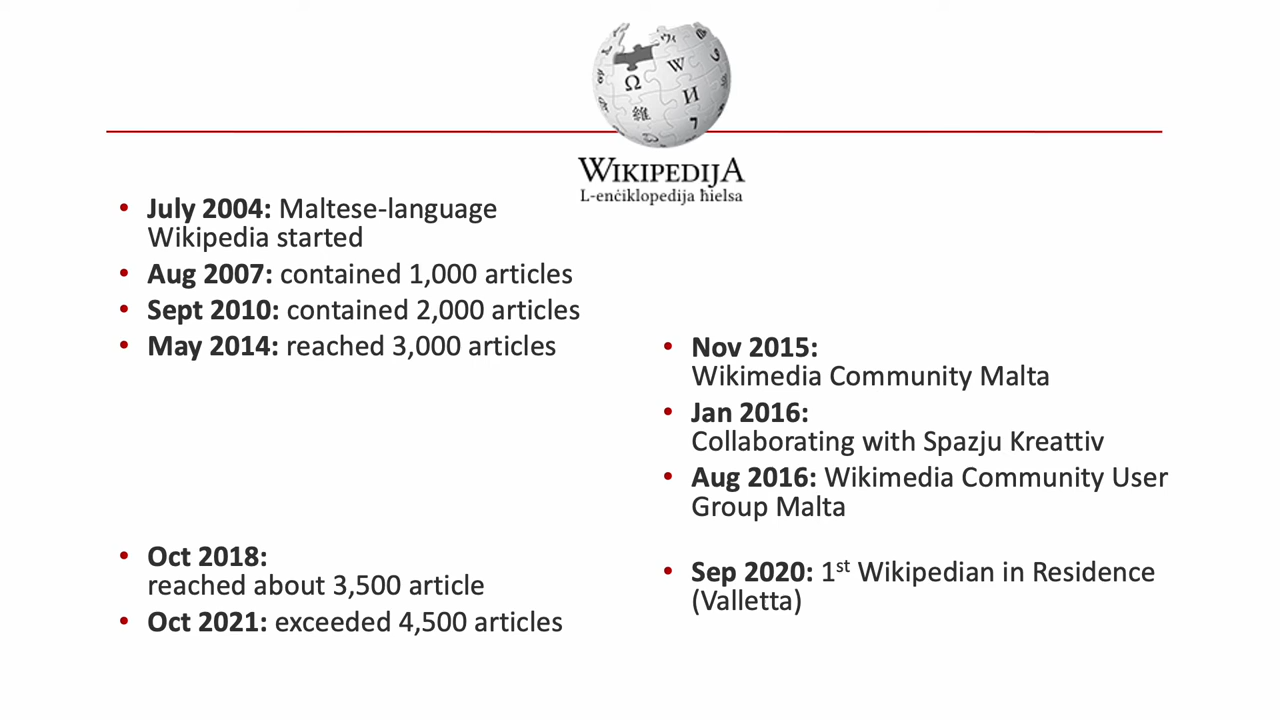 Ω
W
И
維
WIKIPEDIJA
L-enċiklopedija ħielsa
• July 2004: Maltese-language
Wikipedia started
• Aug 2007: contained 1,000 articles
• Sept 2010: contained 2,000 articles
• May 2014: reached 3,000 articles
• Oct 2018:
reached about 3,500 article
• Oct 2021: exceeded 4,500 articles
• Nov 2015:
Wikimedia Community Malta
• Jan 2016:
Collaborating with Spazju Kreattiv
• Aug 2016: Wikimedia Community User
Group Malta
• Sep 2020: 1st Wikipedian in Residence
(Valletta)